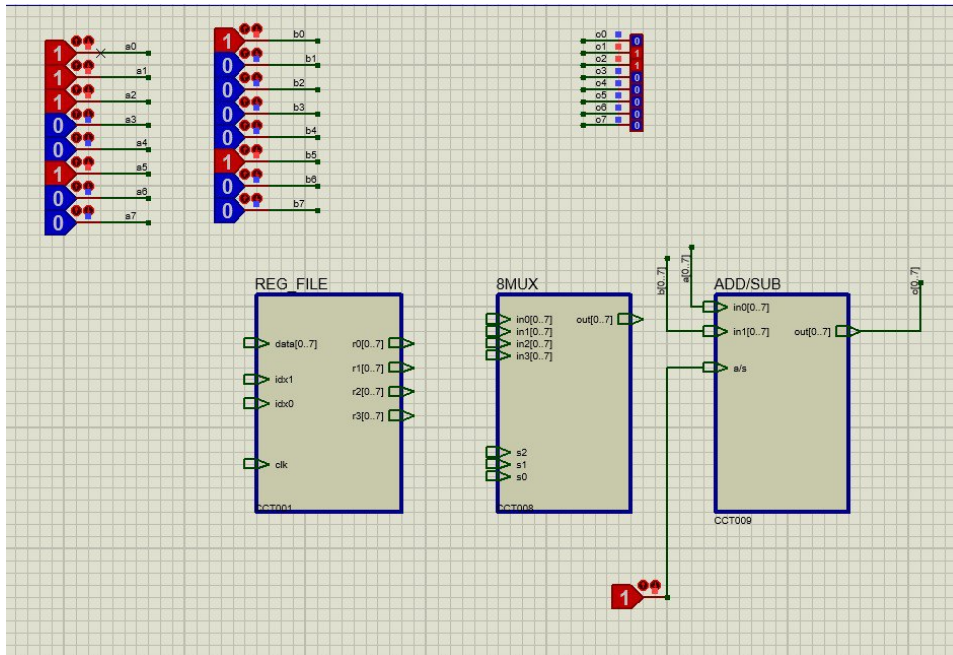 1 a0
1 a1
1 a2
0 a3
0 a4
1 a5
0 a6
0 a7
1 b0
0 b1
0 b2
0 b3
0 b4
1 b5
0 b6
0 b7
o0 0
o1 1
o2 1
o3 0
o4 0
o5 0
o6 0
o7 0
REG_FILE
data[0..7]
idx1
idx0
clk
r0[0..7]
r1[0..7]
r2[0..7]
r3[0..7]
CCT001
8MUX
in0[0..7]
in1[0..7]
in2[0..7]
in3[0..7]
out[0..7]
s2
s1
s0
CCT008
b[0..7]
a[0..7]
o[0..7]
ADD/SUB
in0[0..7]
in1[0..7]
out[0..7]
a/s
CCT009
1